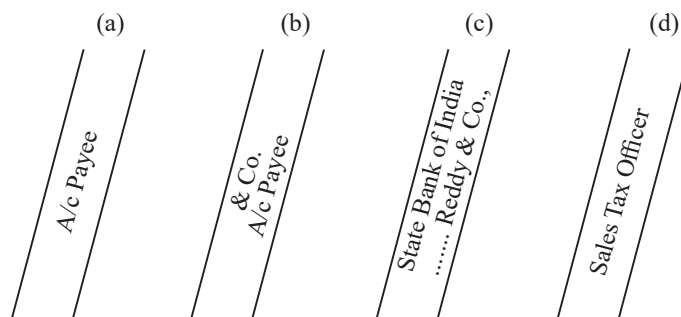 (a)
(b)
(c)
(d)
A/c Payee
& Co.
A/c Payee
State Bank of India
........ Reddy & Co.,
Sales Tax Officer